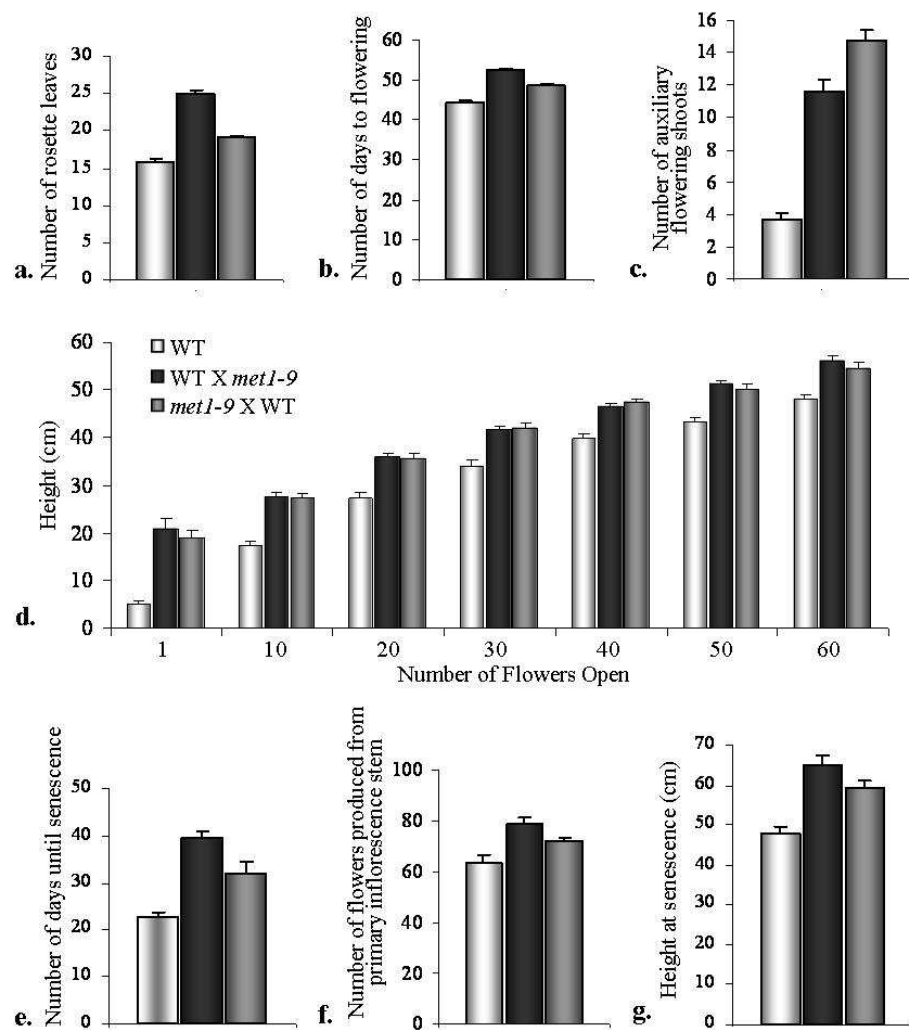 Number of rosette leaves
30
25
20
15
10
5
0
a.
Number of days to flowering
60
50
40
30
20
10
0
b.
Number of auxiliary
flowering shoots
16
14
12
10
8
6
4
2
0
c.
Height (cm)
60
50
40
30
20
10
0
WT
WT X met1-9
met1-9 X WT
d.
1 10 20 30 40 50 60
Number of Flowers Open
Number of days until senescence
50
40
30
20
10
0
e.
Number of flowers produced from
primary inflorescence stem
100
80
60
40
20
0
f.
Height at senescence (cm)
70
60
50
40
30
20
10
0
g.